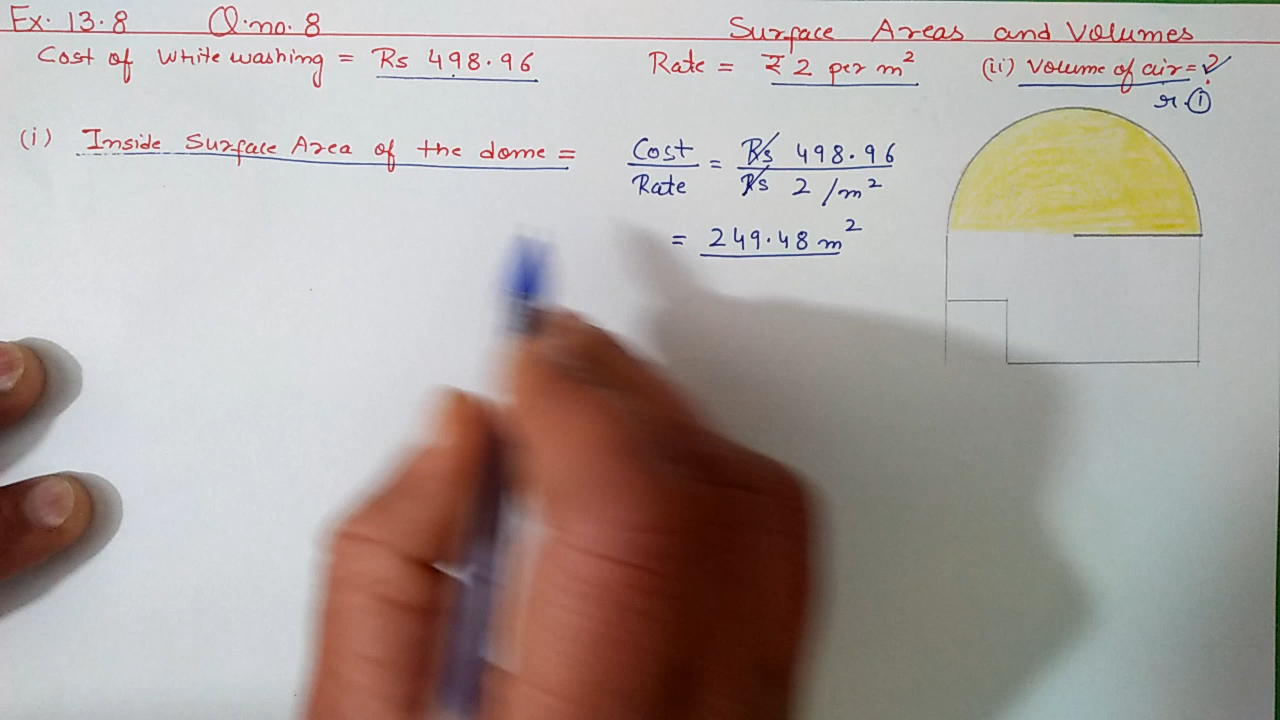 Ex. 13.8 Q.no. 8 Surface Areas and Volumes
Cost of White washing = Rs 498.96 Rate = ₹ 2 per m² (ii) Volume of air = ?
r. ①
(i) Inside Surface Area of the dome = Cost/Rate = Rs 498.96 / Rs 2/m²
= 249.48 m²